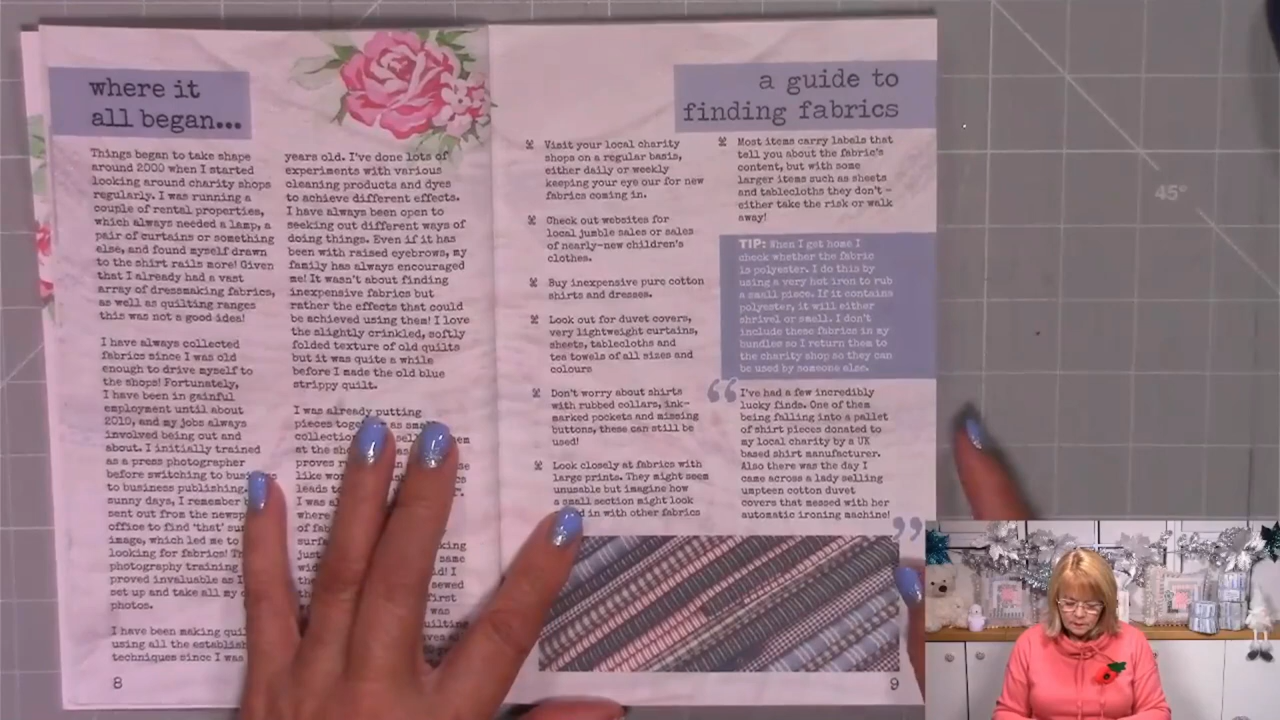 where it
all began...
Things began to take shape
around 2000 when I started
looking around charity shops
regularly. I was running a
couple of rental properties,
which always needed a lamp, a
pair of curtains or something
else, and found myself drawn
to the shirt rails more! Given
that I already had a vast
array of dressmaking fabrics,
as well as quilting ranges
this was not a good idea!
I have always collected
fabrics since I was old
enough to drive myself to
the shops! Fortunately,
I have been in gainful
employment until about
2010, and my jobs always
involved being out and
about. I initially trained
as a press photographer
before switching to
to business publishing.
sunny days, I remember
sent out from the
office to find 'that'
image, which led me to
looking for fabrics!
photography training
proved invaluable as I
set up and take all my
photos.
I have been making
using all the
techniques since I was
8
years old. I've done lots of
experiments with various
cleaning products and dyes
to achieve different effects.
I have always been open to
seeking out different ways of
doing things. Even if it has
been with raised eyebrows, my
family has always encouraged
me! It wasn't about finding
inexpensive fabrics but
rather the effects that could
be achieved using them! I love
the slightly crinkled, softly
folded texture of old quilts
but it was quite a while
before I made the old blue
strippy quilt.
I was already putting
pieces as
at the
proves
like
leads to
I was
where
of
just
the
same
I
sewed
first
was
a guide to
finding fabrics
⌘ Visit your local charity
shops on a regular basis,
either daily or weekly
keeping your eye our for new
fabrics coming in.
⌘ Check out websites for
local jumble sales or sales
of nearly-new children's
clothes.
⌘ Buy inexpensive pure cotton
shirts and dresses.
⌘ Look out for duvet covers,
very lightweight curtains,
sheets, tablecloths and
tea towels of all sizes and
colours
⌘ Don't worry about shirts
with rubbed collars, ink-
marked pockets and missing
buttons, these can still be
used!
⌘ Look closely at fabrics with
large prints. They might seem
unusable but imagine how
a small section might look
in with other fabrics
⌘ Most items carry labels that
tell you about the fabric's
content, but with some
larger items such as sheets
and tablecloths they don't -
either take the risk or walk
away!
TIP: When I get home I
check whether the fabric
is polyester. I do this by
using a very hot iron to rub
a small piece. If it contains
polyester, it will either
shrivel or smell. I don't
include these fabrics in my
bundles so I return them to
the charity shop so they can
be used by someone else.
“ I've had a few incredibly
lucky finds. One of them
being falling into a pallet
of shirt pieces donated to
my local charity by a UK
based shirt manufacturer.
Also there was the day I
came across a lady selling
umpteen cotton duvet
covers that messed with her
automatic ironing machine! ”
9
45°